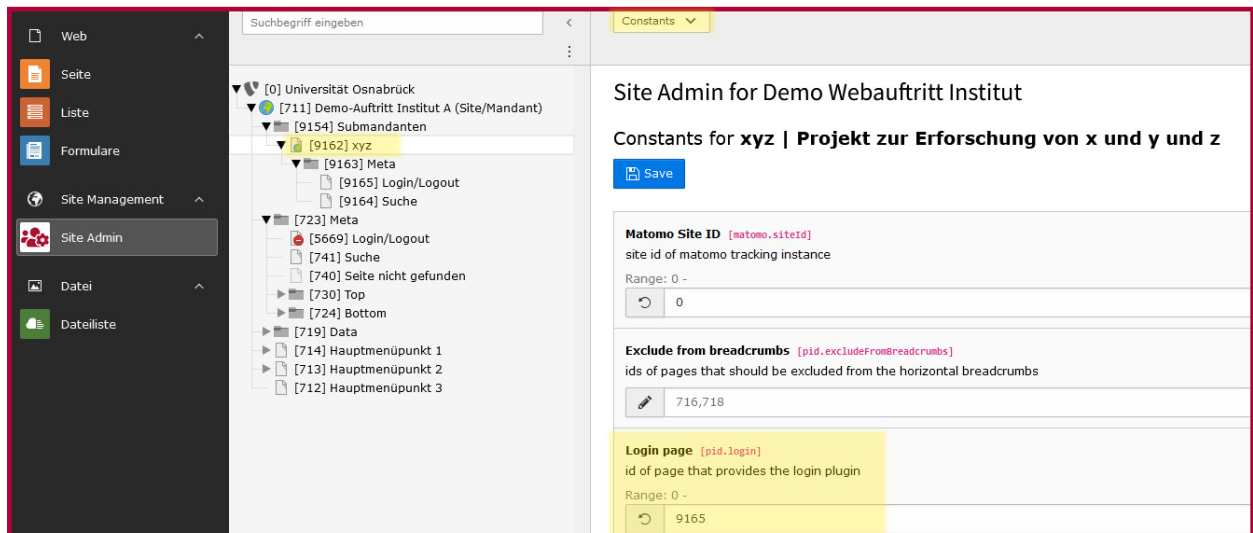 Web
Seite
Liste
Formulare
Site Management
Site Admin
Datei
Dateiliste
Suchbegriff eingeben
[0] Universität Osnabrück
[711] Demo-Auftritt Institut A (Site/Mandant)
[9154] Submandanten
[9162] xyz
[9163] Meta
[9165] Login/Logout
[9164] Suche
[723] Meta
[5669] Login/Logout
[741] Suche
[740] Seite nicht gefunden
[730] Top
[724] Bottom
[719] Data
[714] Hauptmenüpunkt 1
[713] Hauptmenüpunkt 2
[712] Hauptmenüpunkt 3
Constants
Site Admin for Demo Webauftritt Institut
Constants for xyz | Projekt zur Erforschung von x und y und z
Save
Matomo Site ID [matomo.siteId]
site id of matomo tracking instance
Range: 0 -
0
Exclude from breadcrumbs [pid.excludeFromBreadcrumbs]
ids of pages that should be excluded from the horizontal breadcrumbs
716,718
Login page [pid.login]
id of page that provides the login plugin
Range: 0 -
9165